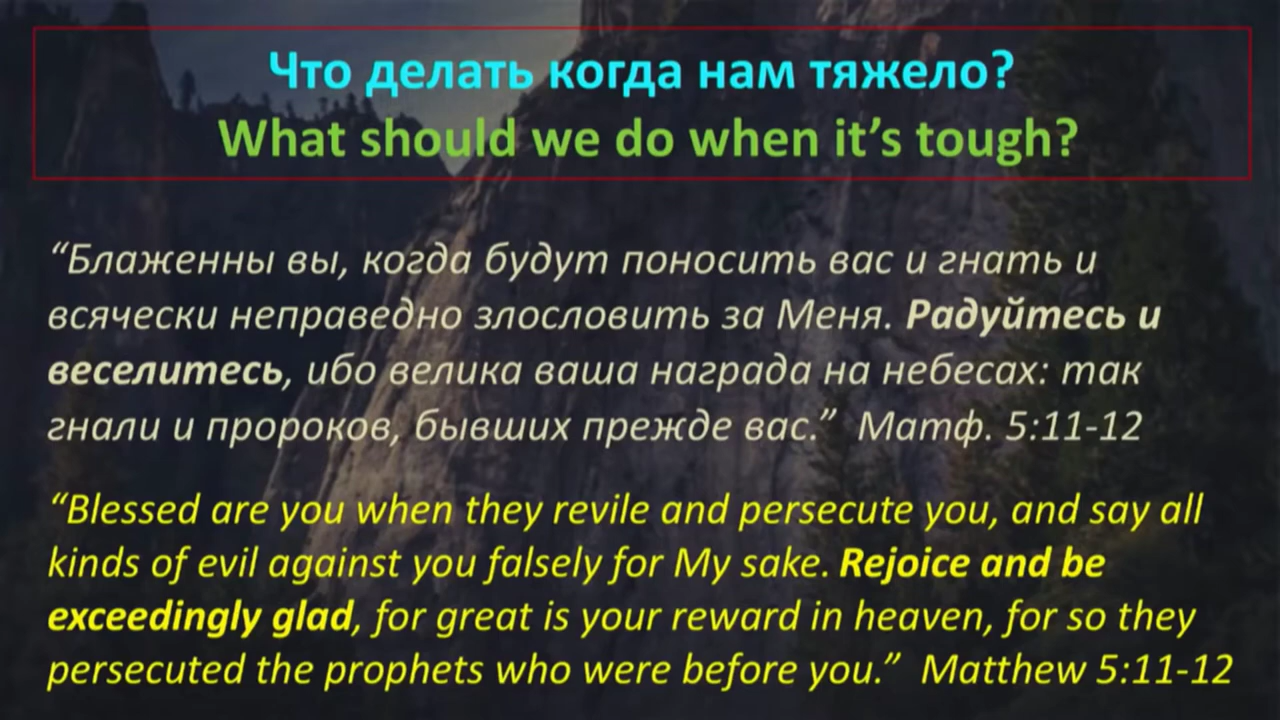 Что делать когда нам тяжело?
What should we do when it’s tough?
“Блаженны вы, когда будут поносить вас и гнать и
всячески неправедно злословить за Меня. Радуйтесь и
веселитесь, ибо велика ваша награда на небесах: так
гнали и пророков, бывших прежде вас.” Матф. 5:11-12
“Blessed are you when they revile and persecute you, and say all
kinds of evil against you falsely for My sake. Rejoice and be
exceedingly glad, for great is your reward in heaven, for so they
persecuted the prophets who were before you.” Matthew 5:11-12